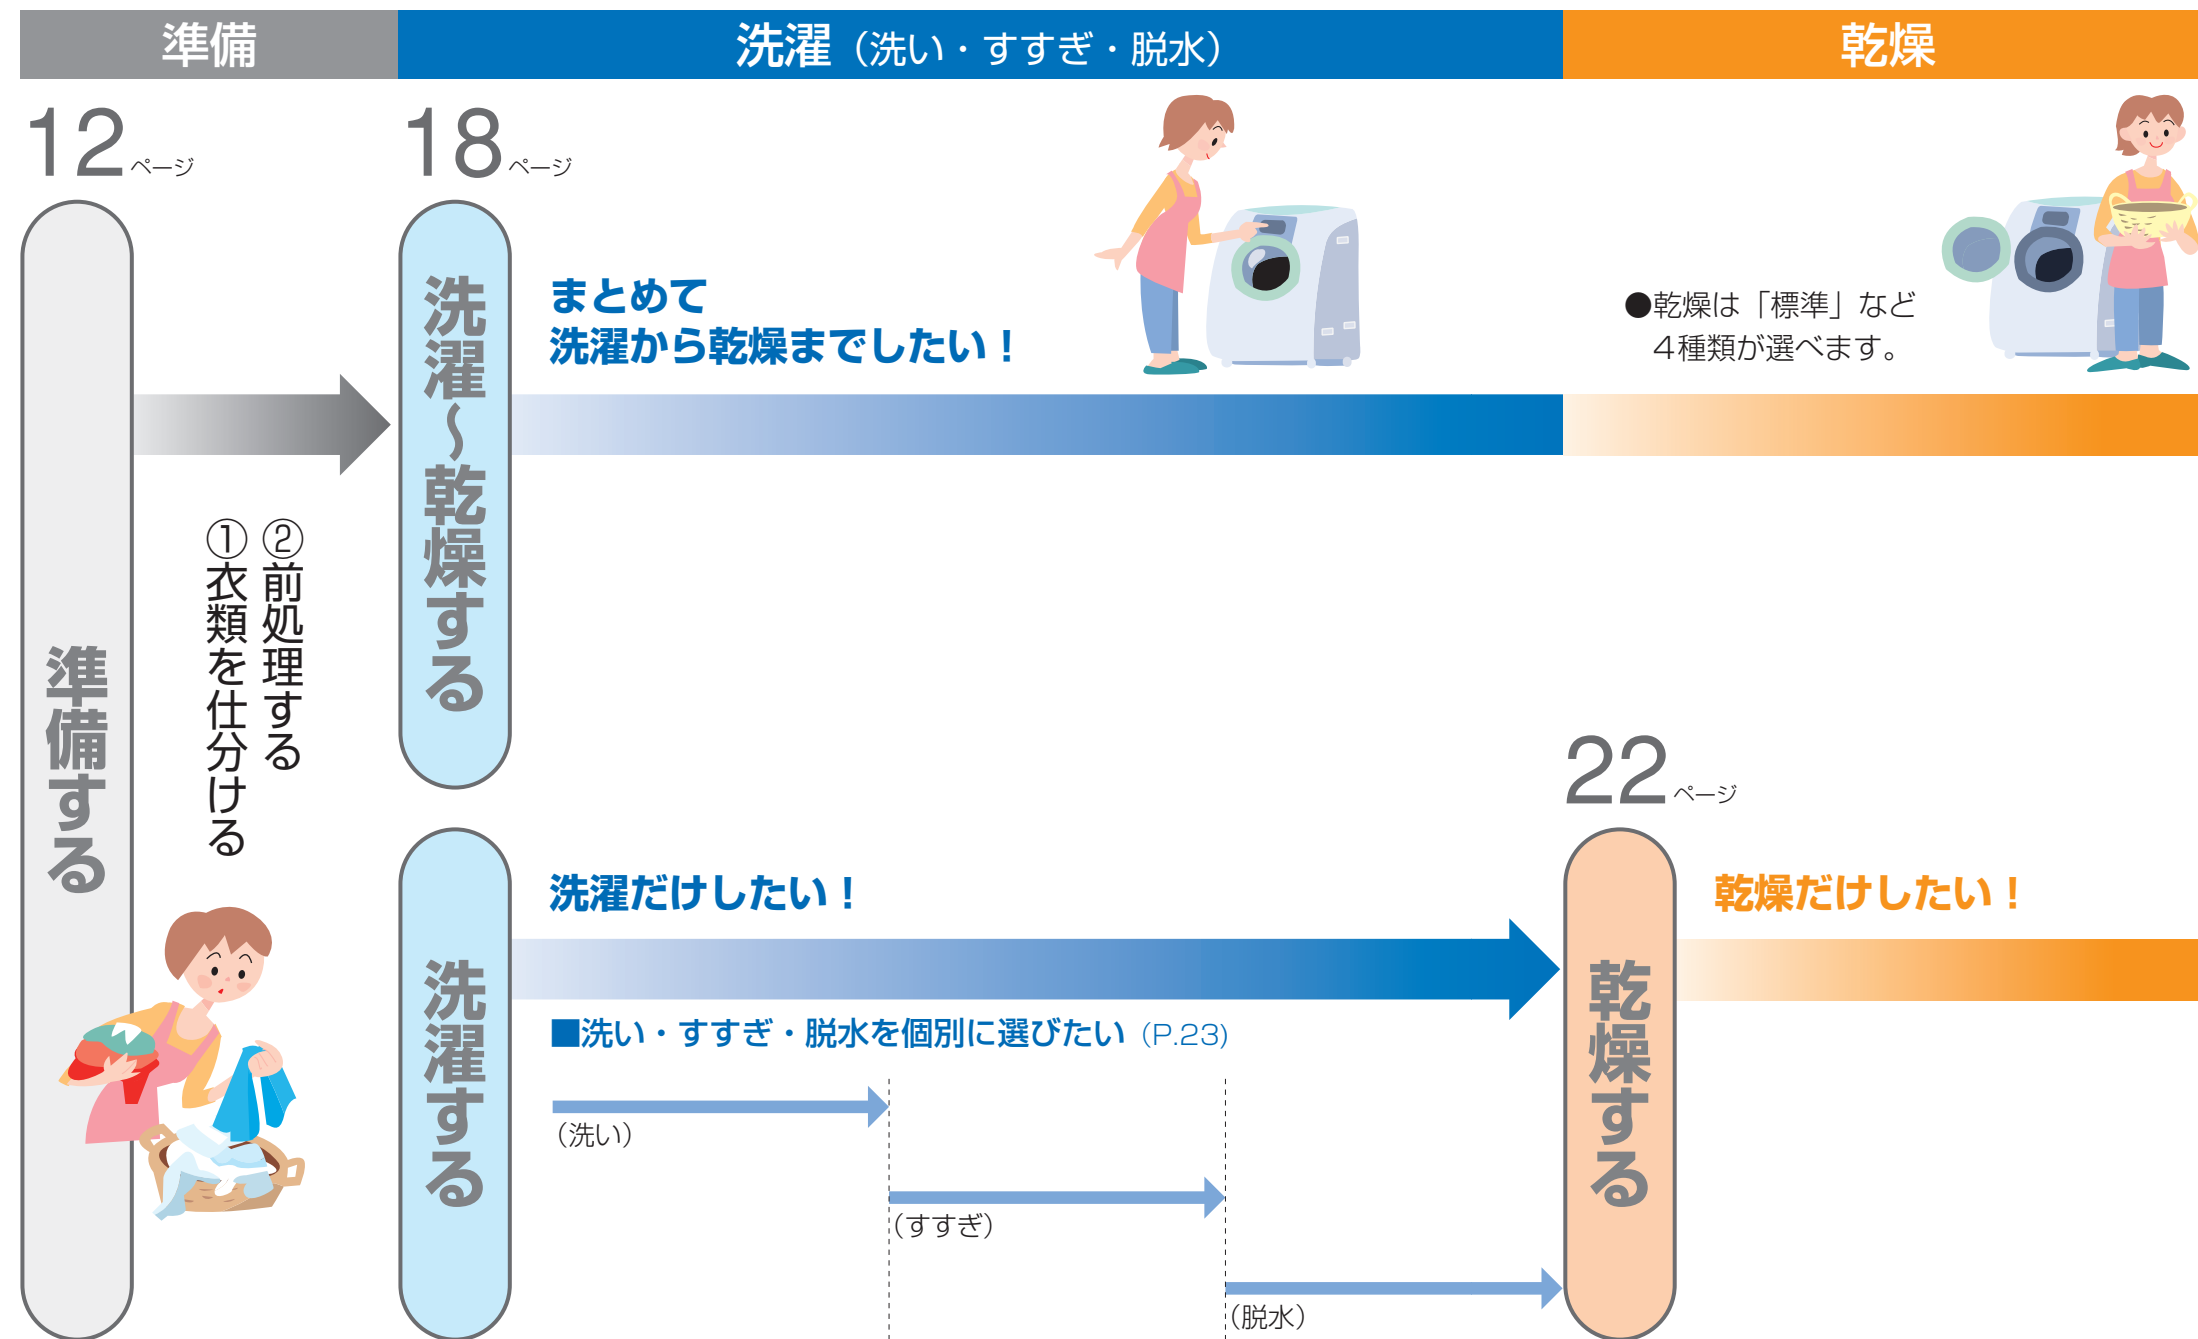 準備
洗濯（洗い・すすぎ・脱水）
乾燥
12ページ
準備する
①衣類を仕分ける
②前処理する
18ページ
洗濯～乾燥する
まとめて
洗濯から乾燥までしたい！
●乾燥は「標準」など
４種類が選べます。
洗濯する
洗濯だけしたい！
■洗い・すすぎ・脱水を個別に選びたい（P.23）
（洗い）
（すすぎ）
（脱水）
22ページ
乾燥する
乾燥だけしたい！